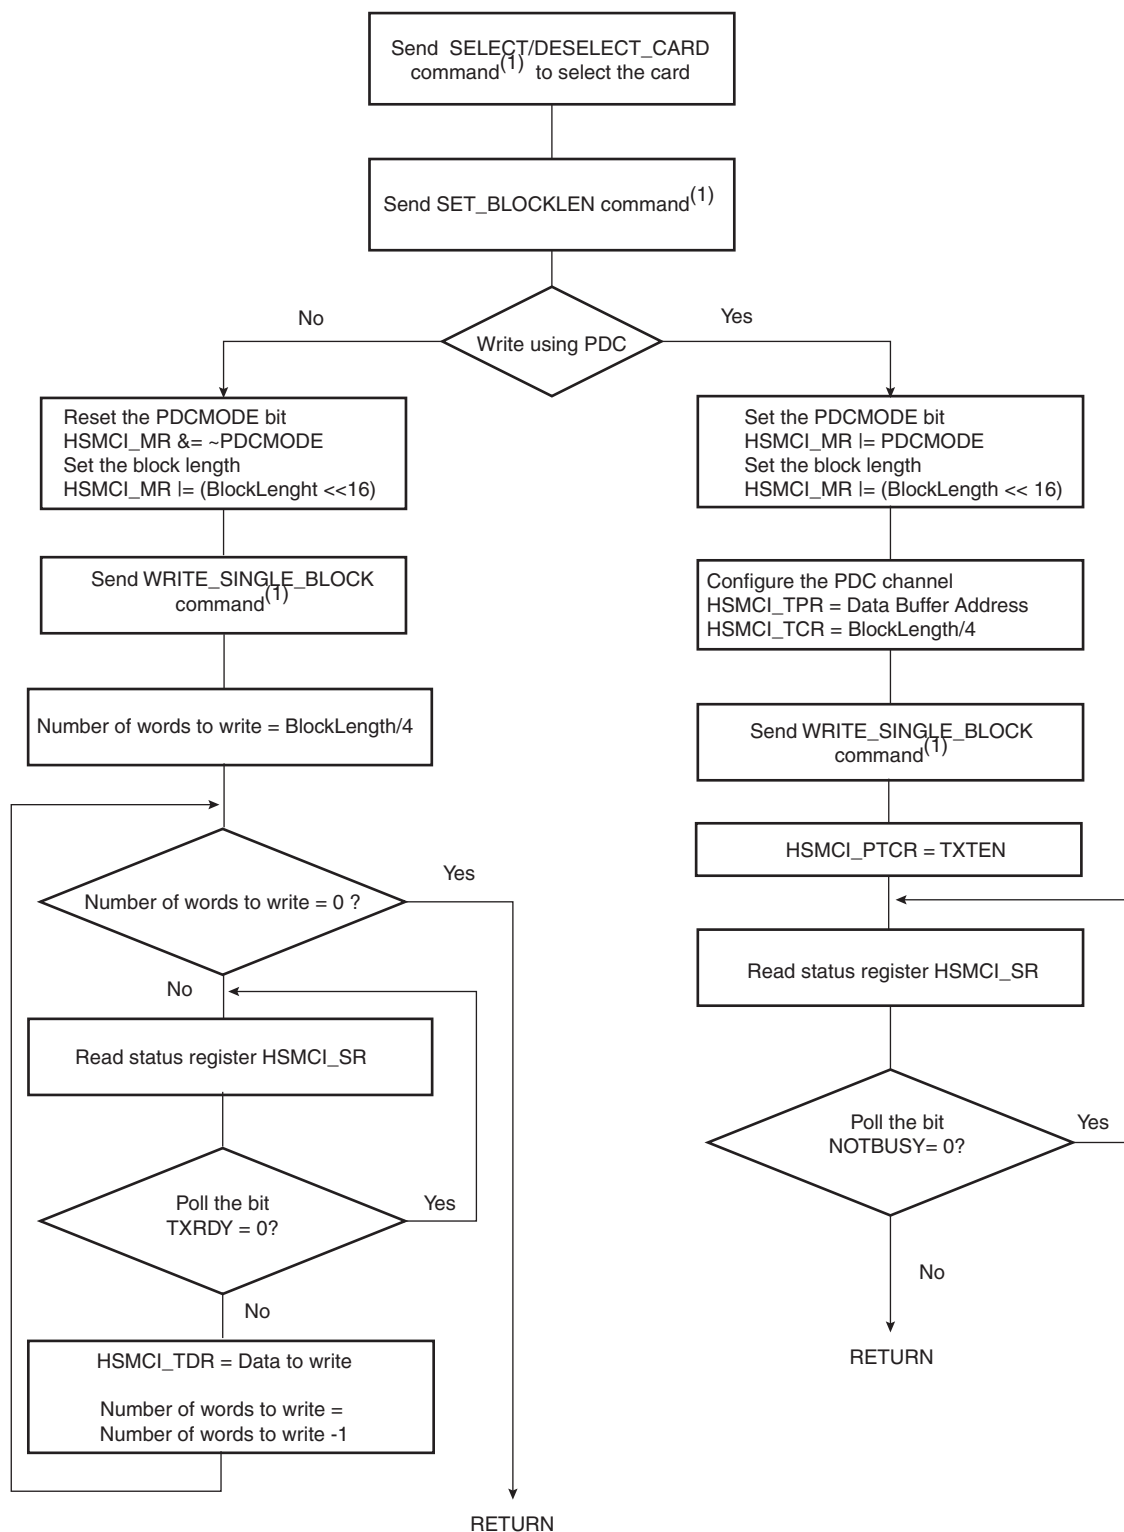 Send SELECT/DESELECT_CARD
command(1) to select the card
Send SET_BLOCKLEN command(1)
No
Yes
Write using PDC
Reset the PDCMODE bit
HSMCI_MR &= ~PDCMODE
Set the block length
HSMCI_MR |= (BlockLenght <<16)
Send WRITE_SINGLE_BLOCK
command(1)
Number of words to write = BlockLength/4
Number of words to write = 0 ?
Yes
No
Read status register HSMCI_SR
Poll the bit
TXRDY = 0?
Yes
No
HSMCI_TDR = Data to write
Number of words to write =
Number of words to write -1
RETURN
Set the PDCMODE bit
HSMCI_MR |= PDCMODE
Set the block length
HSMCI_MR |= (BlockLength << 16)
Configure the PDC channel
HSMCI_TPR = Data Buffer Address
HSMCI_TCR = BlockLength/4
Send WRITE_SINGLE_BLOCK
command(1)
HSMCI_PTCR = TXTEN
Read status register HSMCI_SR
Poll the bit
NOTBUSY= 0?
Yes
No
RETURN